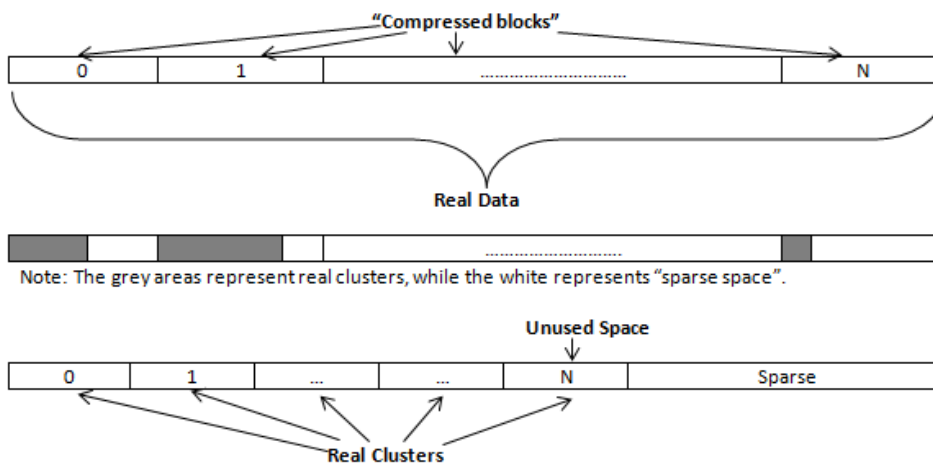 “Compressed blocks”
0 1 ………………………… N
Real Data
……………………….
Note: The grey areas represent real clusters, while the white represents “sparse space”.
Unused Space
0 1 … … N Sparse
Real Clusters